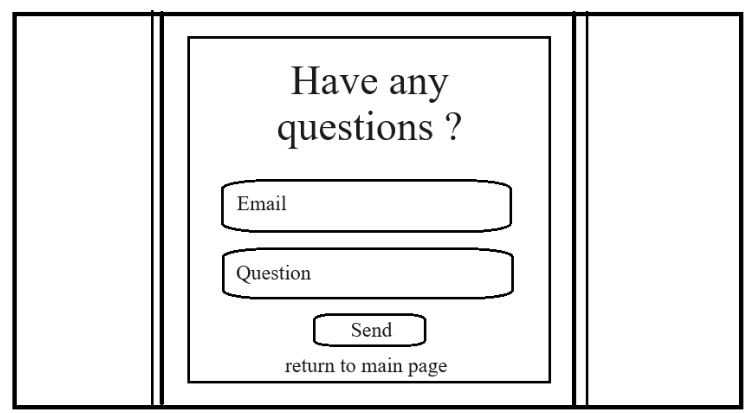 Have any
questions ?
Email
Question
Send
return to main page